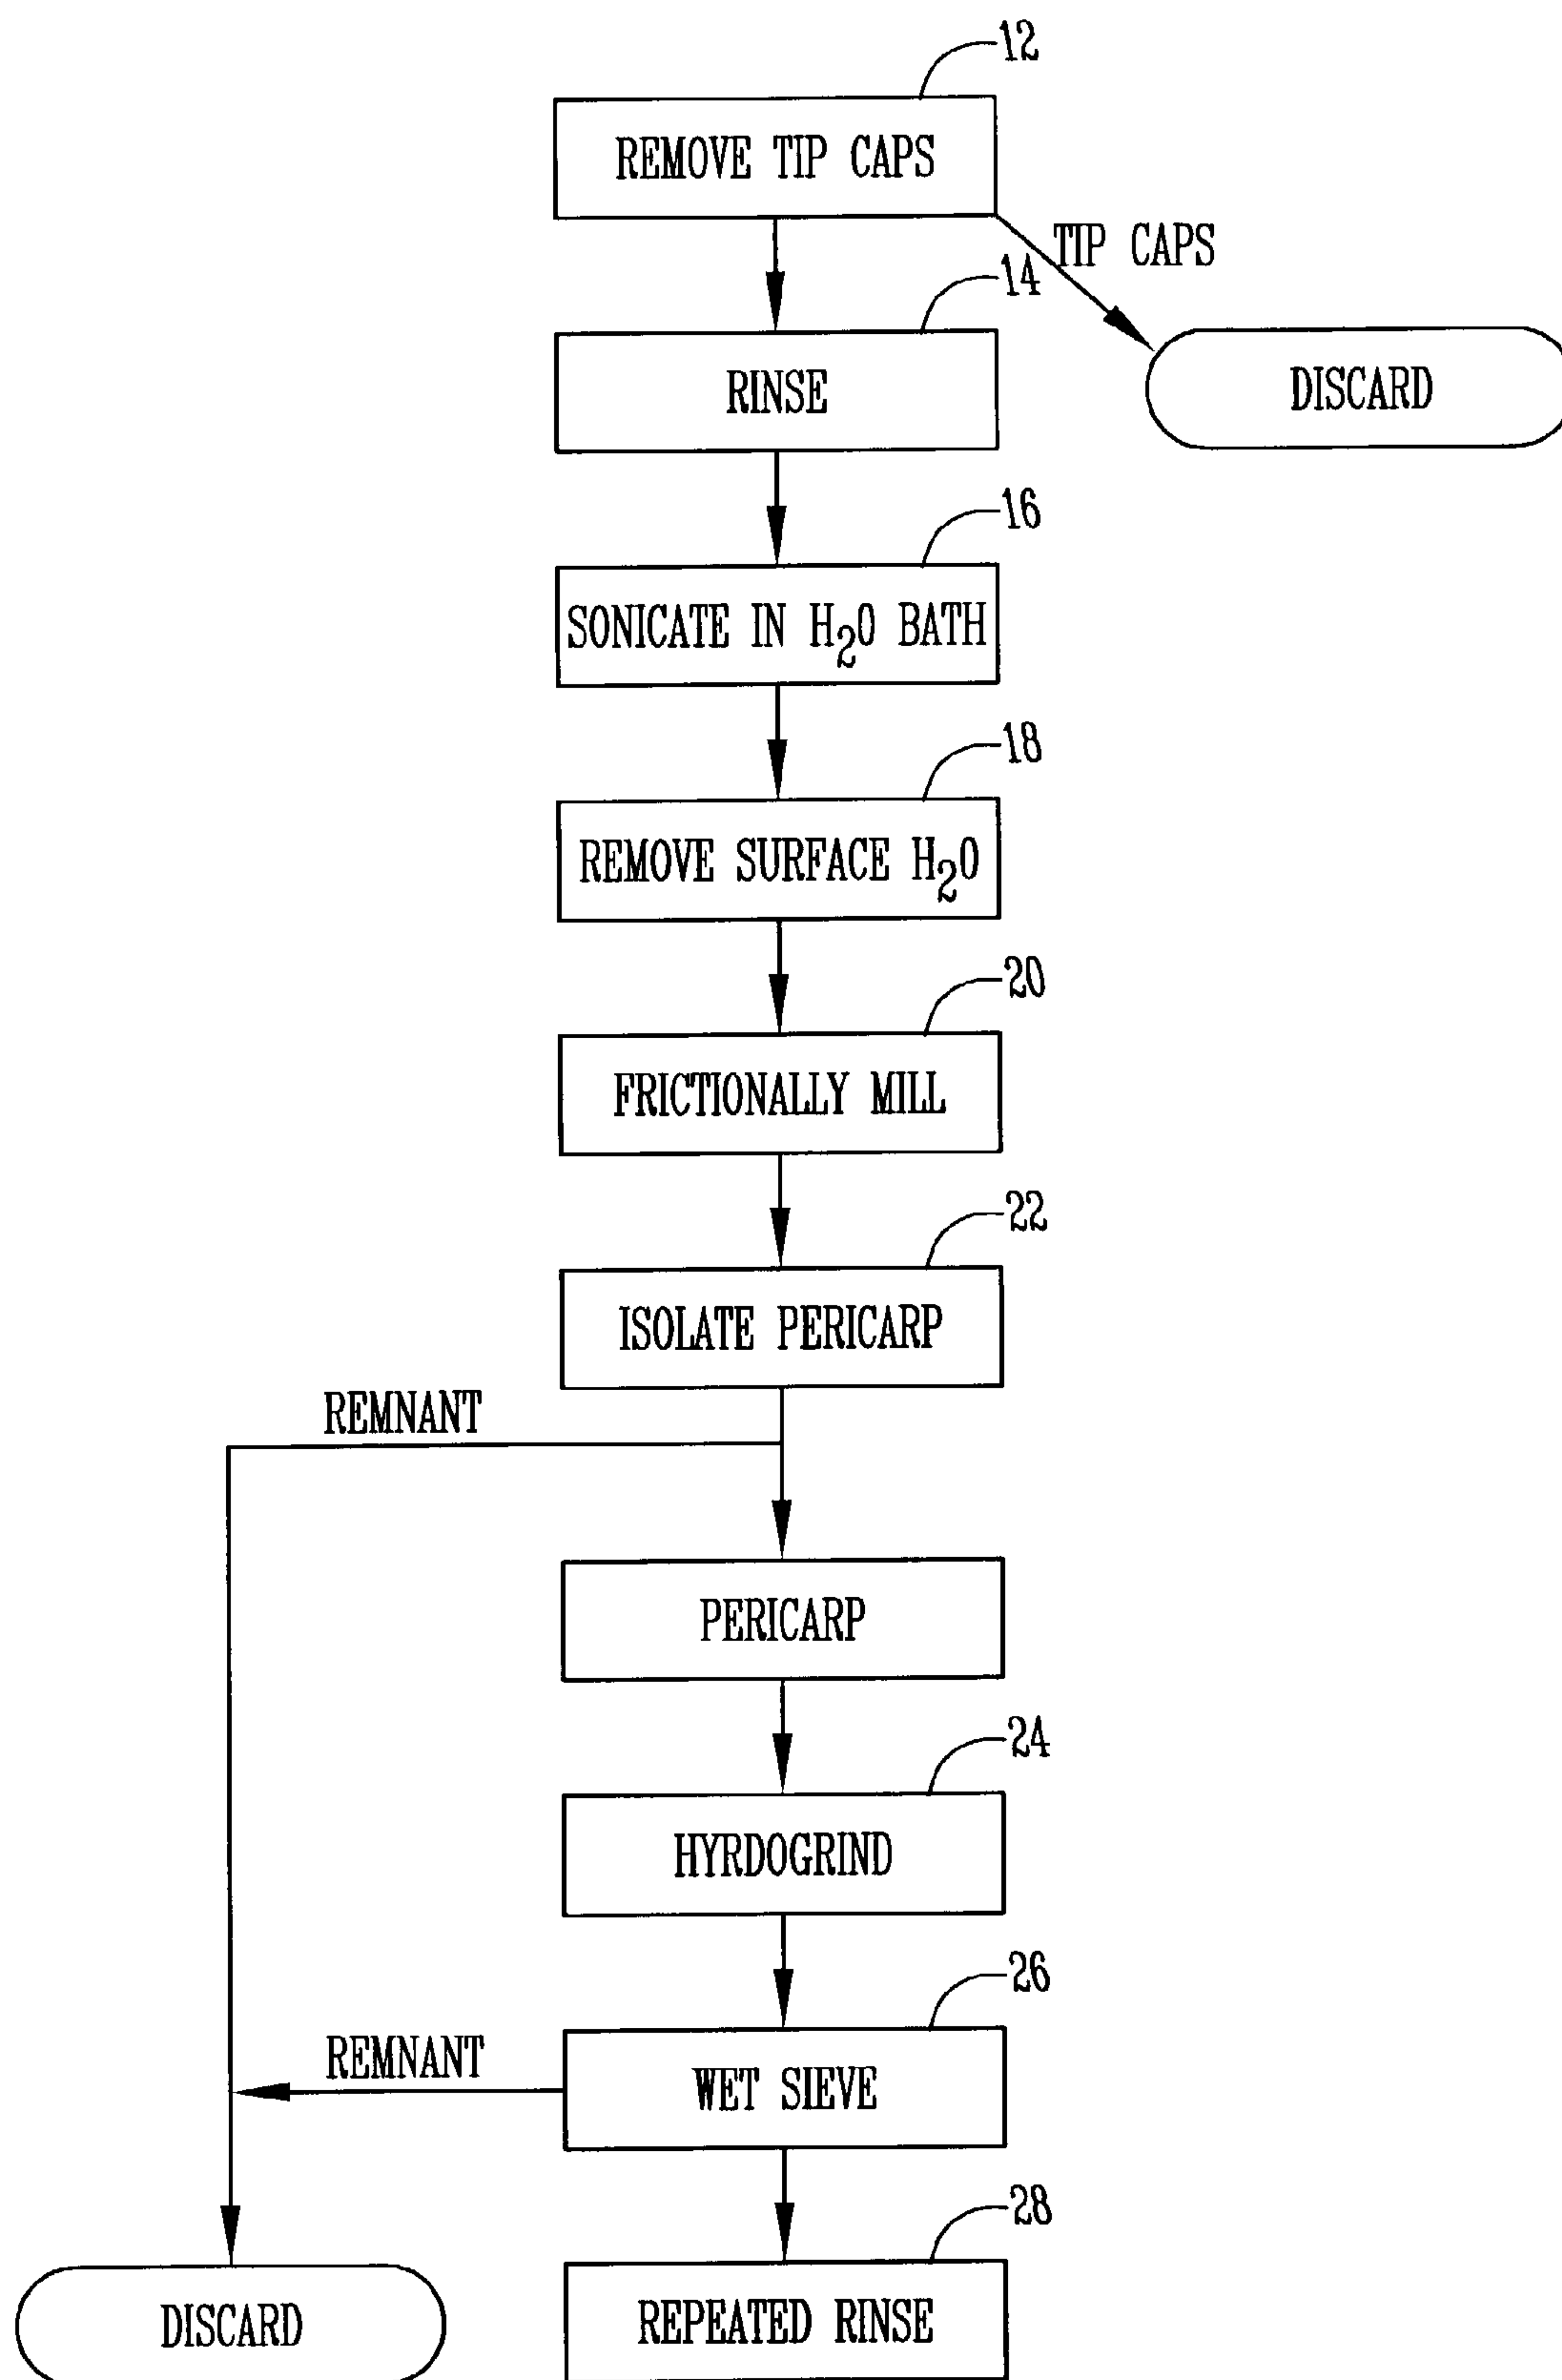 12
REMOVE TIP CAPS
TIP CAPS
14
RINSE
DISCARD
16
SONICATE IN H₂O BATH
18
REMOVE SURFACE H₂O
20
FRICTIONALLY MILL
22
ISOLATE PERICARP
REMNANT
PERICARP
24
HYRDOGRIND
26
REMNANT
WET SIEVE
28
DISCARD
REPEATED RINSE